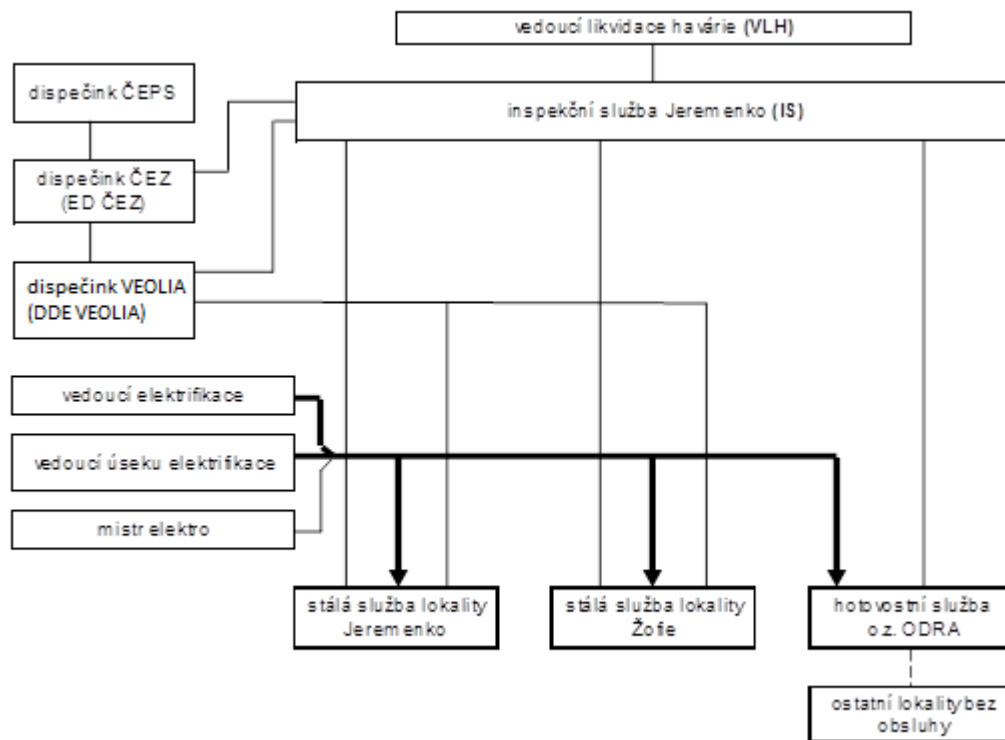 vedoucí likvidace havárie (VLH)
dispečink ČEPS
inspekční služba Jeremenko (IS)
dispečink ČEZ
(ED ČEZ)
dispečink VEOLIA
(DDE VEOLIA)
vedoucí elektrifikace
vedoucí úseku elektrifikace
mistr elektro
stálá služba lokality
Jeremenko
stálá služba lokality
Žofie
hotovostní služba
o.z. ODRA
ostatní lokality bez
obsluhy